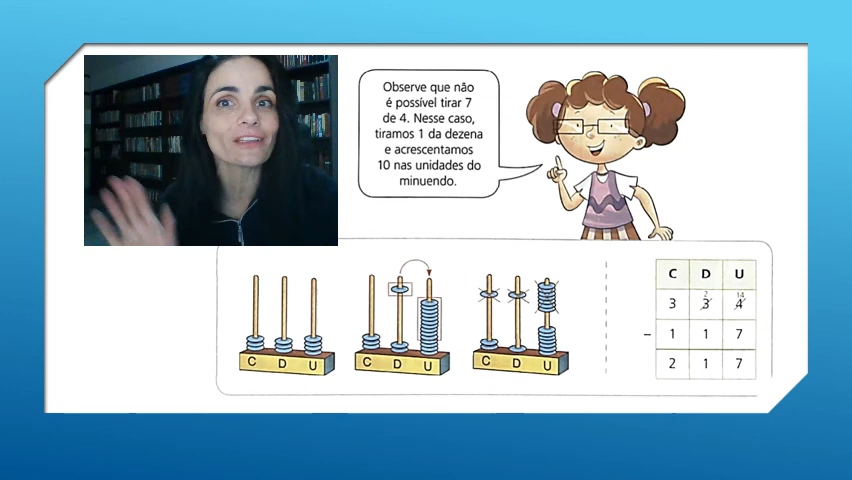 Observe que não
é possível tirar 7
de 4. Nesse caso,
tiramos 1 da dezena
e acrescentamos
10 nas unidades do
minuendo.
C D U
C D U
C D U
C D U
2 14
3 3 4
– 1 1 7
2 1 7